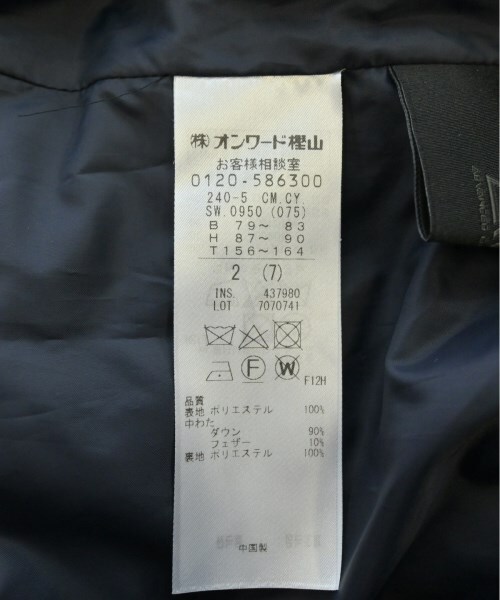 ㈱オンワード樫山
お客様相談室
0120-586300
240-5 CM.CY.
SW.0950 (075)
B 79～ 83
H 87～ 90
T156～164
2 (7)
INS. 437980
LOT 7070741
F
W
F12H
品質
表地 ポリエステル 100%
中わた
ダウン 90%
フェザー 10%
裏地 ポリエステル 100%
中国製